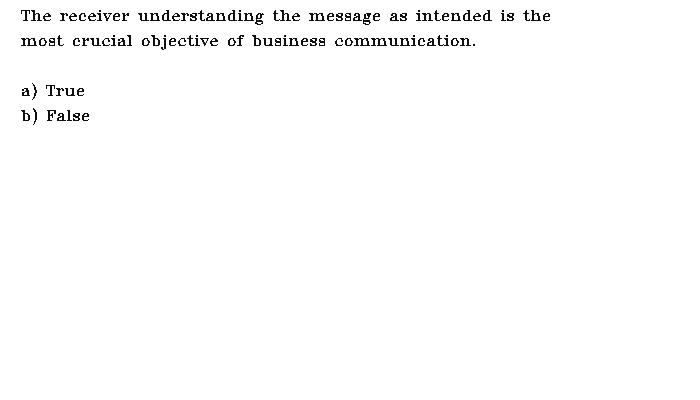 The receiver understanding the message as intended is the
most crucial objective of business communication.
a) True
b) False